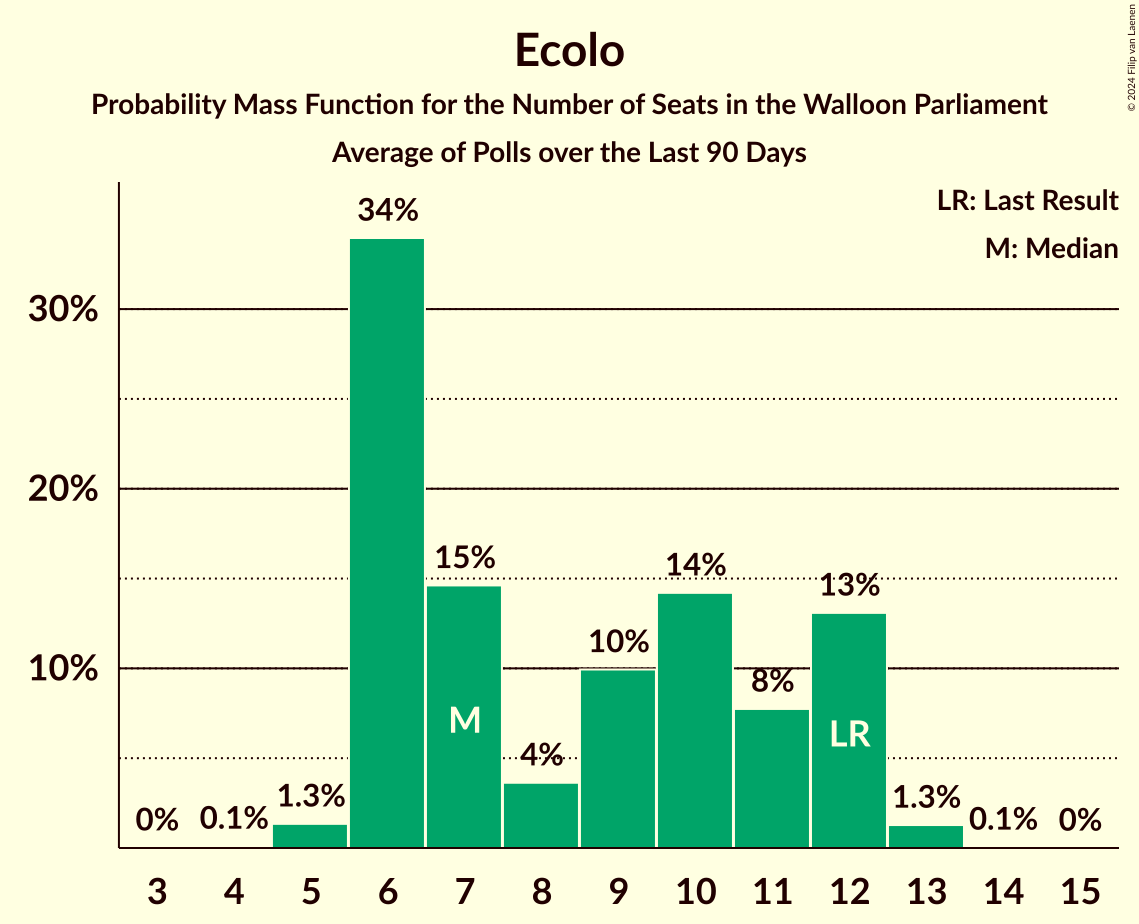 Ecolo
Probability Mass Function for the Number of Seats in the Walloon Parliament
Average of Polls over the Last 90 Days
© 2024 Filip van Laenen
LR: Last Result
M: Median
34%
30%
20%
15%
14%
13%
10%
10%
8%
M
LR
4%
1.3%
1.3%
0%
0.1%
0.1%
0%
3 4 5 6 7 8 9 10 11 12 13 14 15